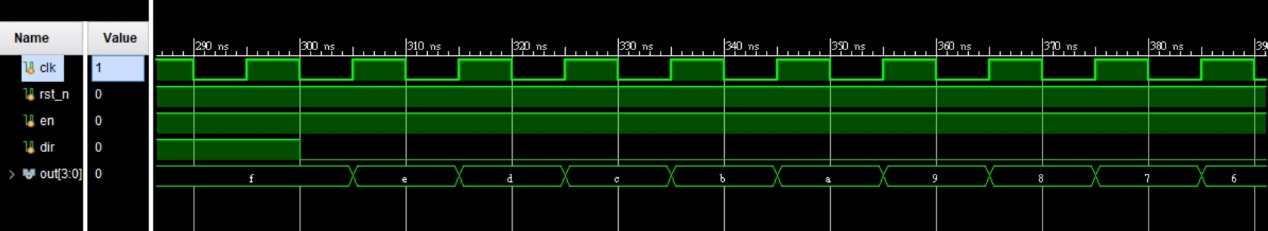 Name Value
290 ns 300 ns 310 ns 320 ns 330 ns 340 ns 350 ns 360 ns 370 ns 380 ns 39
clk 1
rst_n 0
en 0
dir 0
out[3:0] 0 f e d c b a 9 8 7 6